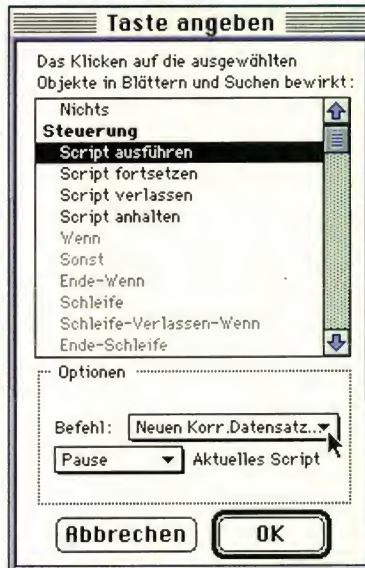 Taste angeben
Das Klicken auf die ausgewählten
Objekte in Blättern und Suchen bewirkt:
Nichts
Steuerung
Script ausführen
Script fortsetzen
Script verlassen
Script anhalten
Wenn
Sonst
Ende-Wenn
Schleife
Schleife-Verlassen-Wenn
Ende-Schleife
Optionen
Befehl: Neuen Korr.Datensatz...
Pause Aktuelles Script
Abbrechen OK